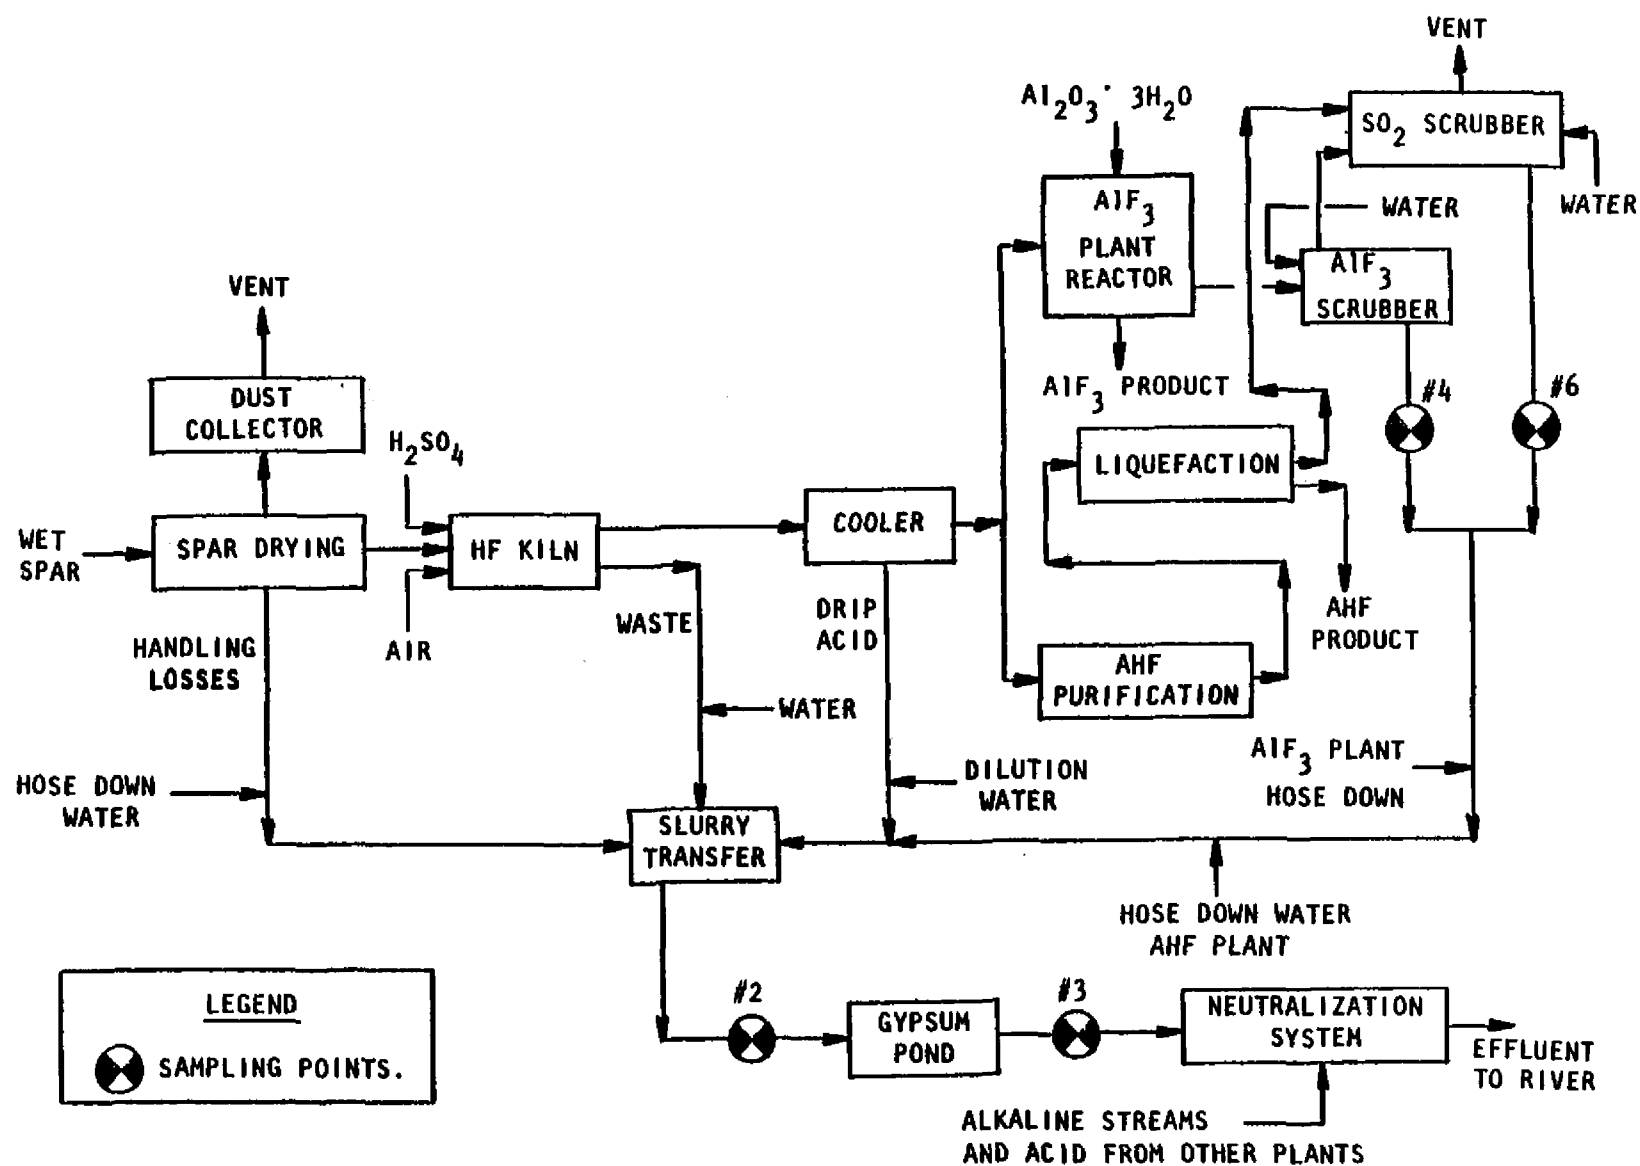 VENT
Al₂O₃· 3H₂O
SO₂ SCRUBBER
WATER
AlF₃
PLANT
REACTOR
WATER
AlF₃
SCRUBBER
VENT
AlF₃ PRODUCT
#4
#6
DUST
COLLECTOR
H₂SO₄
LIQUEFACTION
WET
SPAR
SPAR DRYING
HF KILN
COOLER
AIR
WASTE
DRIP
ACID
AHF
PRODUCT
HANDLING
LOSSES
AHF
PURIFICATION
WATER
HOSE DOWN
WATER
DILUTION
WATER
AlF₃ PLANT
HOSE DOWN
SLURRY
TRANSFER
HOSE DOWN WATER
AHF PLANT
LEGEND
SAMPLING POINTS.
#2
GYPSUM
POND
#3
NEUTRALIZATION
SYSTEM
EFFLUENT
TO RIVER
ALKALINE STREAMS
AND ACID FROM OTHER PLANTS